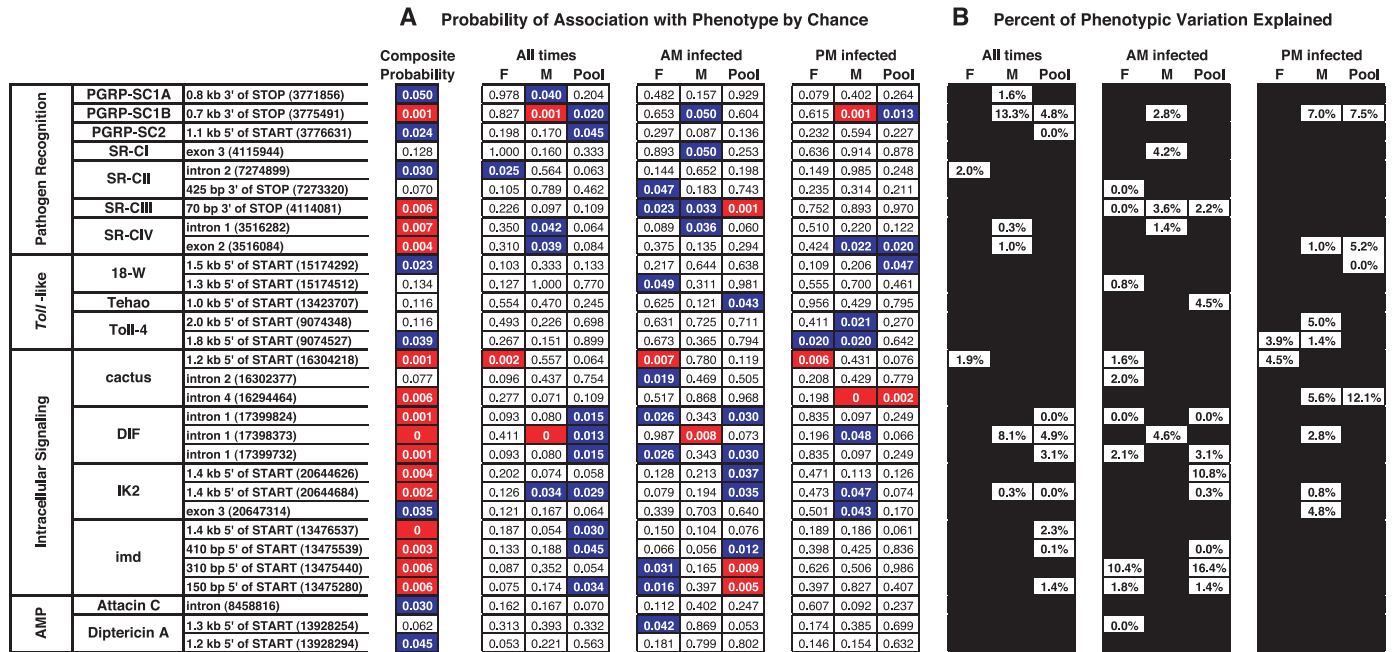 A Probability of Association with Phenotype by Chance B Percent of Phenotypic Variation Explained
Composite Probability All times AM infected PM infected All times AM infected PM infected
F M Pool F M Pool F M Pool F M Pool F M Pool F M Pool
Pathogen Recognition
PGRP-SC1A 0.8 kb 3' of STOP (3771856) 0.050 0.978 0.040 0.204 0.482 0.157 0.929 0.079 0.402 0.264 1.6%
PGRP-SC1B 0.7 kb 3' of STOP (3775491) 0.001 0.827 0.001 0.020 0.653 0.050 0.604 0.615 0.001 0.013 13.3% 4.8% 2.8% 7.0% 7.5%
PGRP-SC2 1.1 kb 5' of START (3776631) 0.024 0.198 0.170 0.045 0.297 0.087 0.136 0.232 0.594 0.227 0.0%
SR-CI exon 3 (4115944) 0.128 1.000 0.160 0.333 0.893 0.050 0.253 0.636 0.914 0.878 4.2%
SR-CII intron 2 (7274899) 0.030 0.025 0.564 0.063 0.144 0.652 0.198 0.149 0.985 0.248 2.0%
425 bp 3' of STOP (7273320) 0.070 0.105 0.789 0.462 0.047 0.183 0.743 0.235 0.314 0.211 0.0%
SR-CIII 70 bp 3' of STOP (4114081) 0.006 0.226 0.097 0.109 0.023 0.033 0.001 0.752 0.893 0.970 0.0% 3.6% 2.2%
SR-CIV intron 1 (3516282) 0.007 0.350 0.042 0.064 0.089 0.036 0.060 0.510 0.220 0.122 0.3% 1.4%
exon 2 (3516084) 0.004 0.310 0.039 0.084 0.375 0.135 0.294 0.424 0.022 0.020 1.0% 1.0% 5.2%
Toll-like
18-W 1.5 kb 5' of START (15174292) 0.023 0.103 0.333 0.133 0.217 0.644 0.638 0.109 0.206 0.047 0.0%
1.3 kb 5' of START (15174512) 0.134 0.127 1.000 0.770 0.049 0.311 0.981 0.555 0.700 0.461 0.8%
Tehao 1.0 kb 5' of START (13423707) 0.116 0.554 0.470 0.245 0.625 0.121 0.043 0.956 0.429 0.795 4.5%
Toll-4 2.0 kb 5' of START (9074348) 0.116 0.493 0.226 0.698 0.631 0.725 0.711 0.411 0.021 0.270 5.0%
1.8 kb 5' of START (9074527) 0.039 0.267 0.151 0.899 0.673 0.365 0.794 0.020 0.020 0.642 3.9% 1.4%
Intracellular Signaling
cactus 1.2 kb 5' of START (16304218) 0.001 0.002 0.557 0.064 0.007 0.780 0.119 0.006 0.431 0.076 1.9% 1.6% 4.5%
intron 2 (16302377) 0.077 0.096 0.437 0.754 0.019 0.469 0.505 0.208 0.429 0.779 2.0%
intron 4 (16294464) 0.006 0.277 0.071 0.109 0.517 0.868 0.968 0.198 0 0.002 5.6% 12.1%
DIF intron 1 (17399824) 0.001 0.093 0.080 0.015 0.026 0.343 0.030 0.835 0.097 0.249 0.0% 0.0% 0.0%
intron 1 (17398373) 0 0.411 0 0.013 0.987 0.008 0.073 0.196 0.048 0.066 8.1% 4.9% 4.6% 2.8%
intron 1 (17399732) 0.001 0.093 0.080 0.015 0.026 0.343 0.030 0.835 0.097 0.249 3.1% 2.1% 3.1%
IK2 1.4 kb 5' of START (20644626) 0.004 0.202 0.074 0.058 0.128 0.213 0.037 0.471 0.113 0.126 10.8%
1.4 kb 5' of START (20644684) 0.002 0.126 0.034 0.029 0.079 0.194 0.035 0.473 0.047 0.074 0.3% 0.0% 0.3% 0.8%
exon 3 (20647314) 0.035 0.121 0.167 0.064 0.339 0.703 0.640 0.501 0.043 0.170 4.8%
imd 1.4 kb 5' of START (13476537) 0 0.187 0.054 0.030 0.150 0.104 0.076 0.189 0.186 0.061 2.3%
410 bp 5' of START (13475539) 0.003 0.133 0.188 0.045 0.066 0.056 0.012 0.398 0.425 0.836 0.1% 0.0%
310 bp 5' of START (13475440) 0.006 0.087 0.352 0.054 0.031 0.165 0.009 0.626 0.506 0.986 10.4% 16.4%
150 bp 5' of START (13475280) 0.006 0.075 0.174 0.034 0.016 0.397 0.005 0.397 0.827 0.407 1.4% 1.8% 1.4%
AMP
Attacin C intron (8458816) 0.030 0.162 0.167 0.070 0.112 0.402 0.247 0.607 0.092 0.237
Diptericin A 1.3 kb 5' of START (13928254) 0.062 0.313 0.393 0.332 0.042 0.869 0.053 0.174 0.385 0.699 0.0%
1.2 kb 5' of START (13928294) 0.045 0.053 0.221 0.563 0.181 0.799 0.802 0.146 0.154 0.632